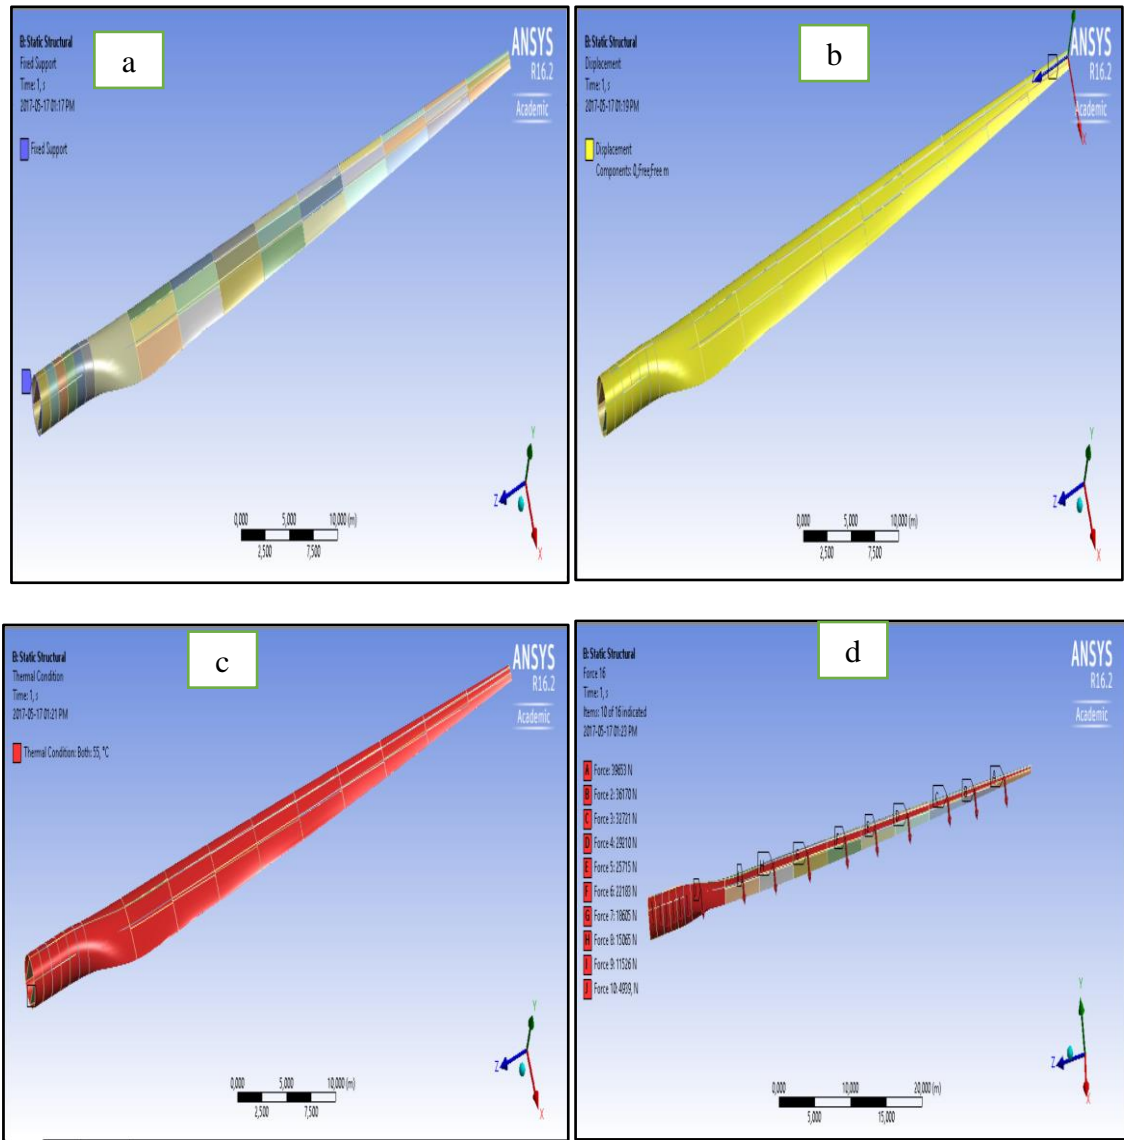 a
B: Static Structural
Fixed Support
Time: 1, s
2017-05-17 01:17 PM
Fixed Support
ANSYS
R16.2
Academic
Y
Z
X
0,000 5,000 10,000 (m)
2,500 7,500
b
B: Static Structural
Displacement
Time: 1, s
2017-05-17 01:19 PM
Displacement
Components: 0,Free,Free m
ANSYS
R16.2
Academic
Z
X
Y
Z
X
0,000 5,000 10,000 (m)
2,500 7,500
c
B: Static Structural
Thermal Condition
Time: 1, s
2017-05-17 01:21 PM
Thermal Condition: Both: 55, °C
ANSYS
R16.2
Academic
Y
Z
X
0,000 5,000 10,000 (m)
2,500 7,500
d
B: Static Structural
Force 16
Time: 1, s
Items: 10 of 16 indicated
2017-05-17 01:23 PM
A Force: 39653 N
B Force 2: 36170 N
C Force 3: 32721 N
D Force 4: 29210 N
E Force 5: 25715 N
F Force 6: 22183 N
G Force 7: 18605 N
H Force 8: 15065 N
I Force 9: 11526 N
J Force 10: 4939, N
ANSYS
R16.2
Academic
A
C
D
H
Y
Z
X
0,000 10,000 20,000 (m)
5,000 15,000